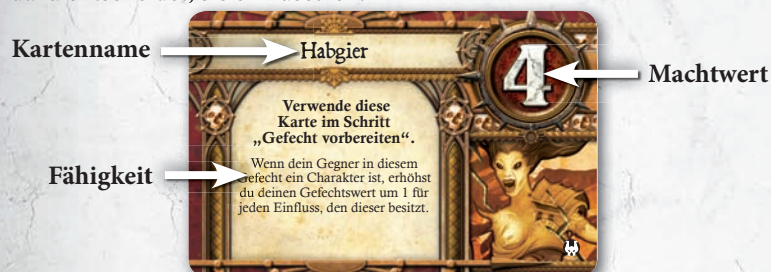 Kartenname
Habgier
4
Machtwert
Verwende diese
Karte im Schritt
„Gefecht vorbereiten“.
Fähigkeit
Wenn dein Gegner in diesem
Gefecht ein Charakter ist, erhöhst
du deinen Gefechtswert um 1 für
jeden Einfluss, den dieser besitzt.